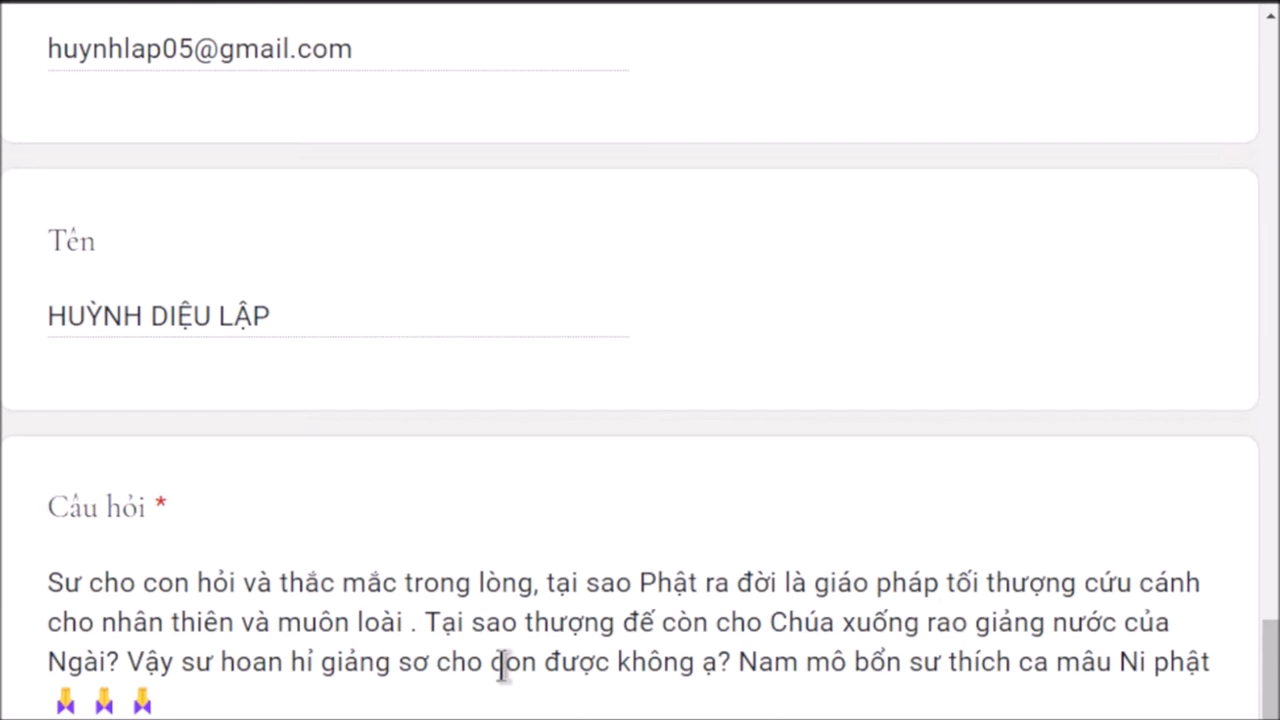 huynhlap05@gmail.com
Tên
HUỲNH DIỆU LẬP
Câu hỏi *
Sư cho con hỏi và thắc mắc trong lòng, tại sao Phật ra đời là giáo pháp tối thượng cứu cánh
cho nhân thiên và muôn loài . Tại sao thượng đế còn cho Chúa xuống rao giảng nước của
Ngài? Vậy sư hoan hỉ giảng sơ cho con được không ạ? Nam mô bổn sư thích ca mâu Ni phật
🙏 🙏 🙏